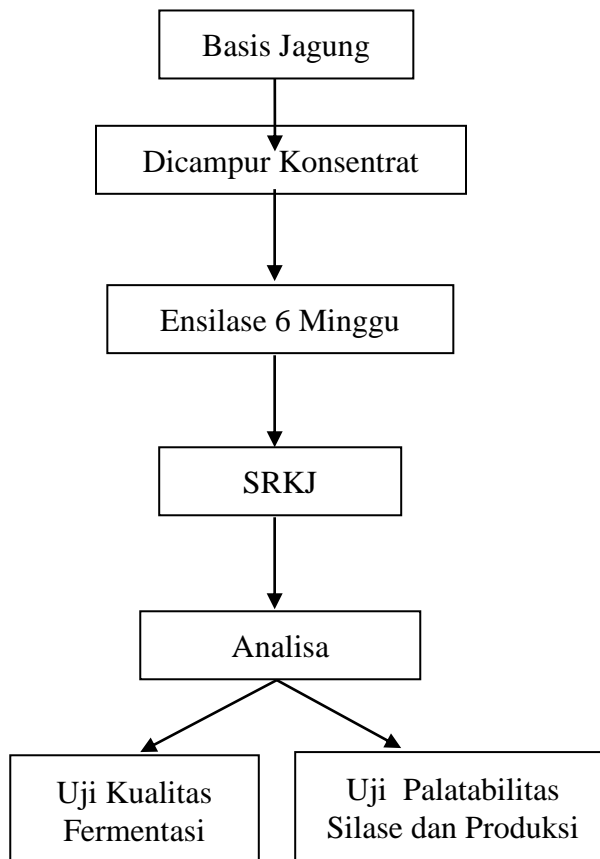 Basis Jagung
Dicampur Konsentrat
Ensilase 6 Minggu
SRKJ
Analisa
Uji Kualitas
Fermentasi
Uji Palatabilitas
Silase dan Produksi